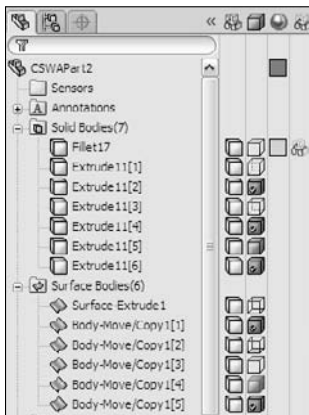 «
CSWAPart2
Sensors
A Annotations
Solid Bodies(7)
Fillet17
Extrude11[1]
Extrude11[2]
Extrude11[3]
Extrude11[4]
Extrude11[5]
Extrude11[6]
Surface Bodies(6)
Surface-Extrude1
Body-Move/Copy1[1]
Body-Move/Copy1[2]
Body-Move/Copy1[3]
Body-Move/Copy1[4]
Body-Move/Copy1[5]